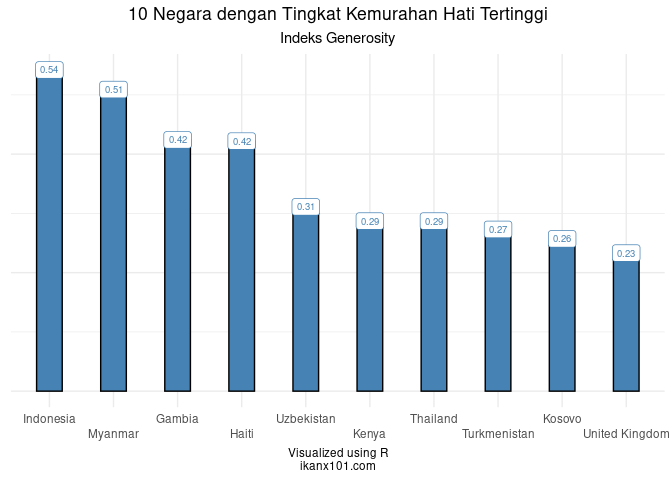 10 Negara dengan Tingkat Kemurahan Hati Tertinggi
Indeks Generosity
0.54
0.51
0.42
0.42
0.31
0.29
0.29
0.27
0.26
0.23
Indonesia
Myanmar
Gambia
Haiti
Uzbekistan
Kenya
Thailand
Turkmenistan
Kosovo
United Kingdom
Visualized using R
ikanx101.com